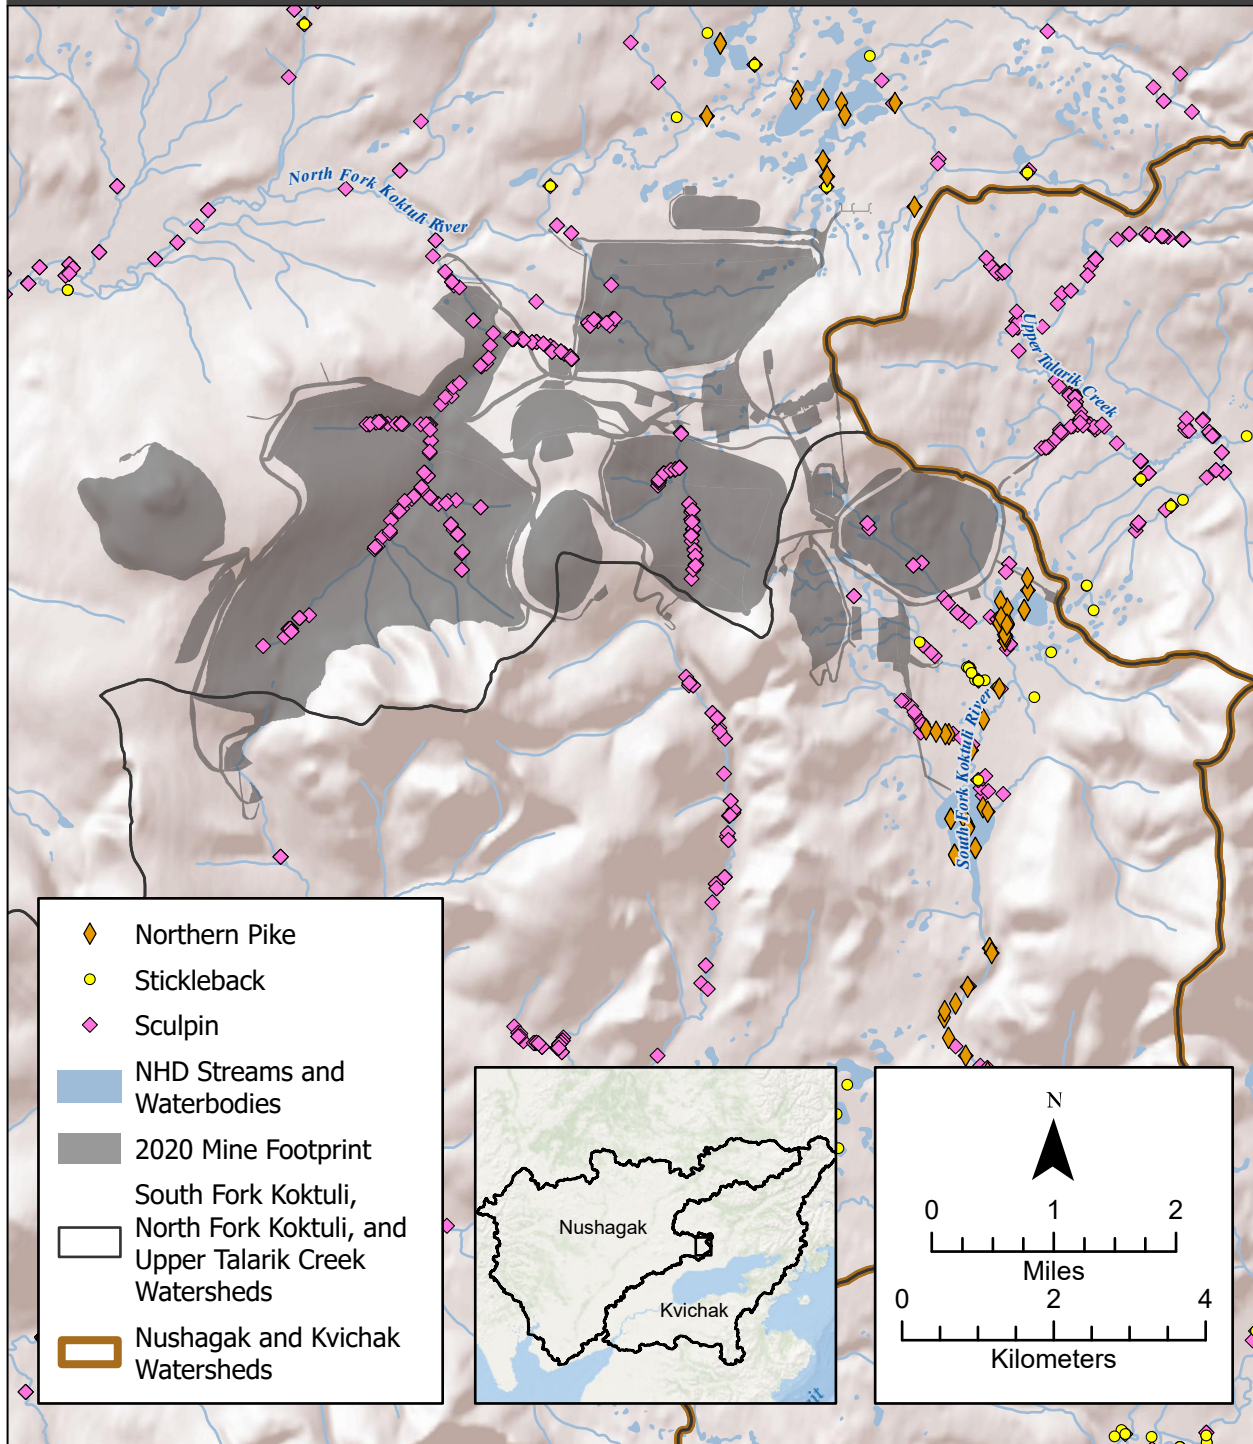 North Fork Koktuli River
Upper Talarik Creek
South Fork Koktuli River
Northern Pike
Stickleback
Sculpin
NHD Streams and
Waterbodies
2020 Mine Footprint
South Fork Koktuli,
North Fork Koktuli, and
Upper Talarik Creek
Watersheds
Nushagak and Kvichak
Watersheds
Nushagak
Kvichak
N
0 1 2
Miles
0 2 4
Kilometers